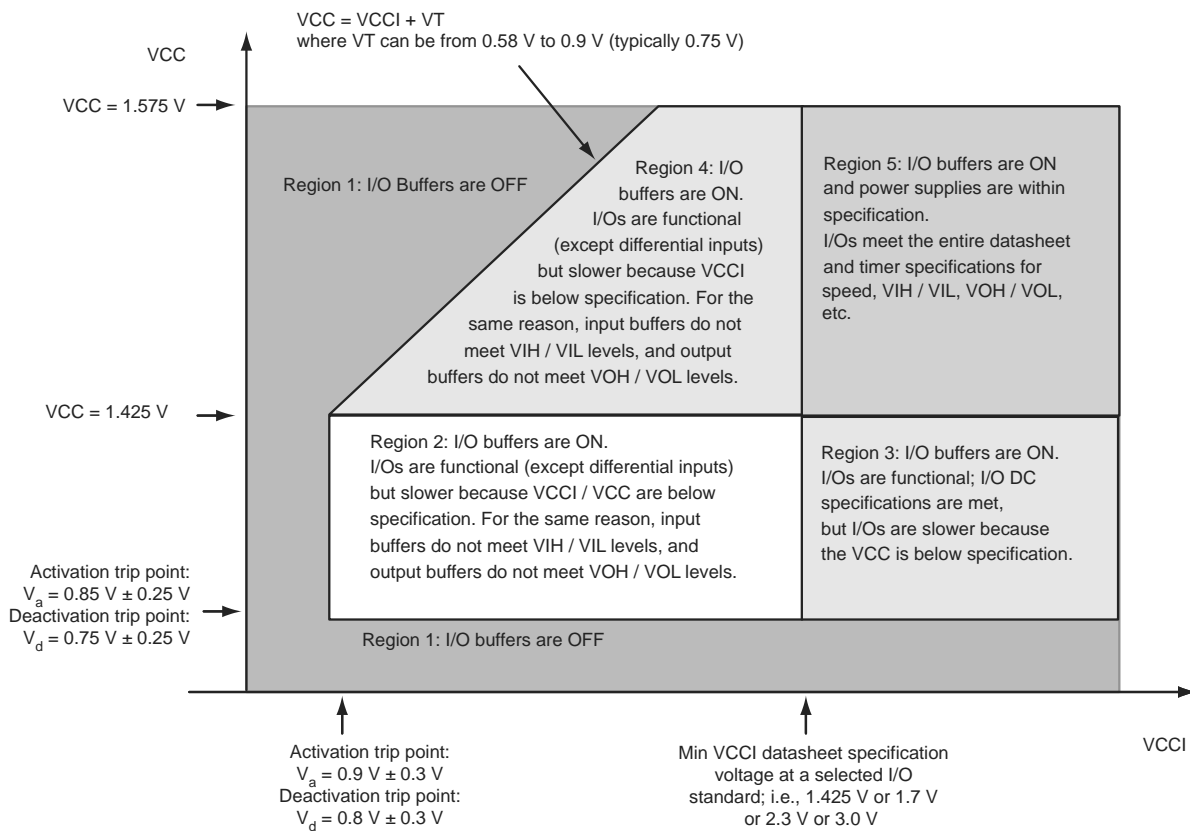 VCC = VCCI + VT
where VT can be from 0.58 V to 0.9 V (typically 0.75 V)
VCC
VCC = 1.575 V
Region 1: I/O Buffers are OFF
Region 4: I/O
buffers are ON.
I/Os are functional
(except differential inputs)
but slower because VCCI
is below specification. For the
same reason, input buffers do not
meet VIH / VIL levels, and output
buffers do not meet VOH / VOL levels.
Region 5: I/O buffers are ON
and power supplies are within
specification.
I/Os meet the entire datasheet
and timer specifications for
speed, VIH / VIL, VOH / VOL,
etc.
VCC = 1.425 V
Region 2: I/O buffers are ON.
I/Os are functional (except differential inputs)
but slower because VCCI / VCC are below
specification. For the same reason, input
buffers do not meet VIH / VIL levels, and
output buffers do not meet VOH / VOL levels.
Region 3: I/O buffers are ON.
I/Os are functional; I/O DC
specifications are met,
but I/Os are slower because
the VCC is below specification.
Activation trip point:
Va = 0.85 V ± 0.25 V
Deactivation trip point:
Vd = 0.75 V ± 0.25 V
Region 1: I/O buffers are OFF
VCCI
Activation trip point:
Va = 0.9 V ± 0.3 V
Deactivation trip point:
Vd = 0.8 V ± 0.3 V
Min VCCI datasheet specification
voltage at a selected I/O
standard; i.e., 1.425 V or 1.7 V
or 2.3 V or 3.0 V